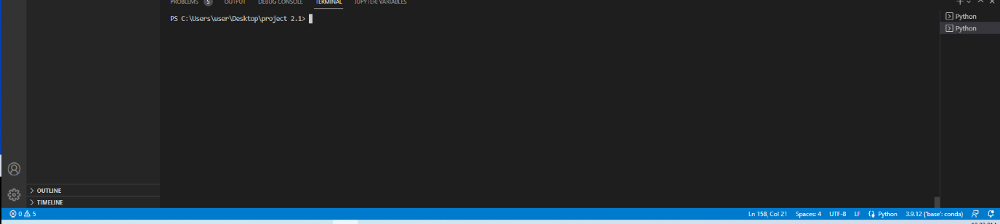 PROBLEMS 5 OUTPUT DEBUG CONSOLE TERMINAL JUPYTER: VARIABLES
PS C:\Users\user\Desktop\project 2.1>
Python
Python
OUTLINE
TIMELINE
0 5 Ln 158, Col 21 Spaces: 4 UTF-8 LF Python 3.9.12 ('base': conda)